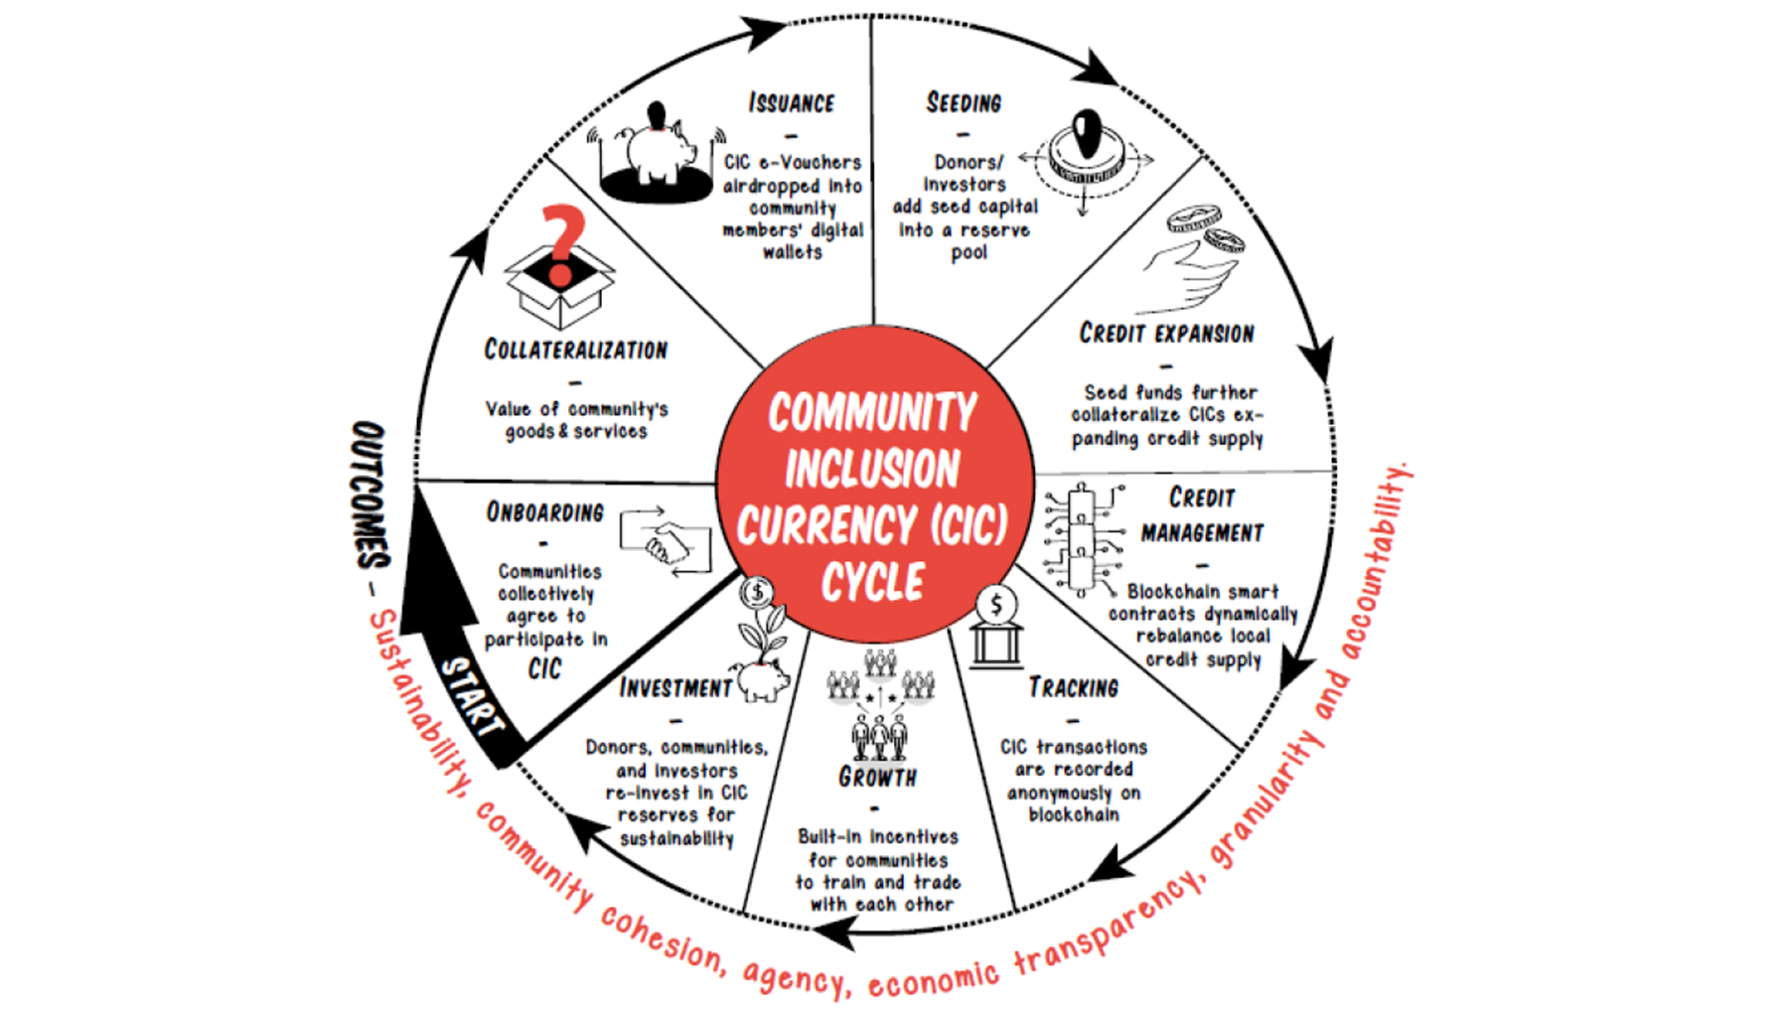 COMMUNITY
INCLUSION
CURRENCY (CIC)
CYCLE
START
ONBOARDING
-
Communities
collectively
agree to
participate in
CIC
COLLATERALIZATION
-
Value of community's
goods & services
ISSUANCE
-
CIC e-Vouchers
airdropped into
community
members' digital
wallets
SEEDING
-
Donors/
investors
add seed capital
into a reserve
pool
CREDIT EXPANSION
-
Seed funds further
collateralize CICs ex-
panding credit supply
CREDIT
MANAGEMENT
-
Blockchain smart
contracts dynamically
rebalance local
credit supply
TRACKING
-
CIC transactions
are recorded
anonymously on
blockchain
GROWTH
-
Built-in incentives
for communities
to train and trade
with each other
INVESTMENT
-
Donors, communities,
and investors
re-invest in CIC
reserves for
sustainability
OUTCOMES - Sustainability, community cohesion, agency, economic transparency, granularity and accountability.
?
$
$